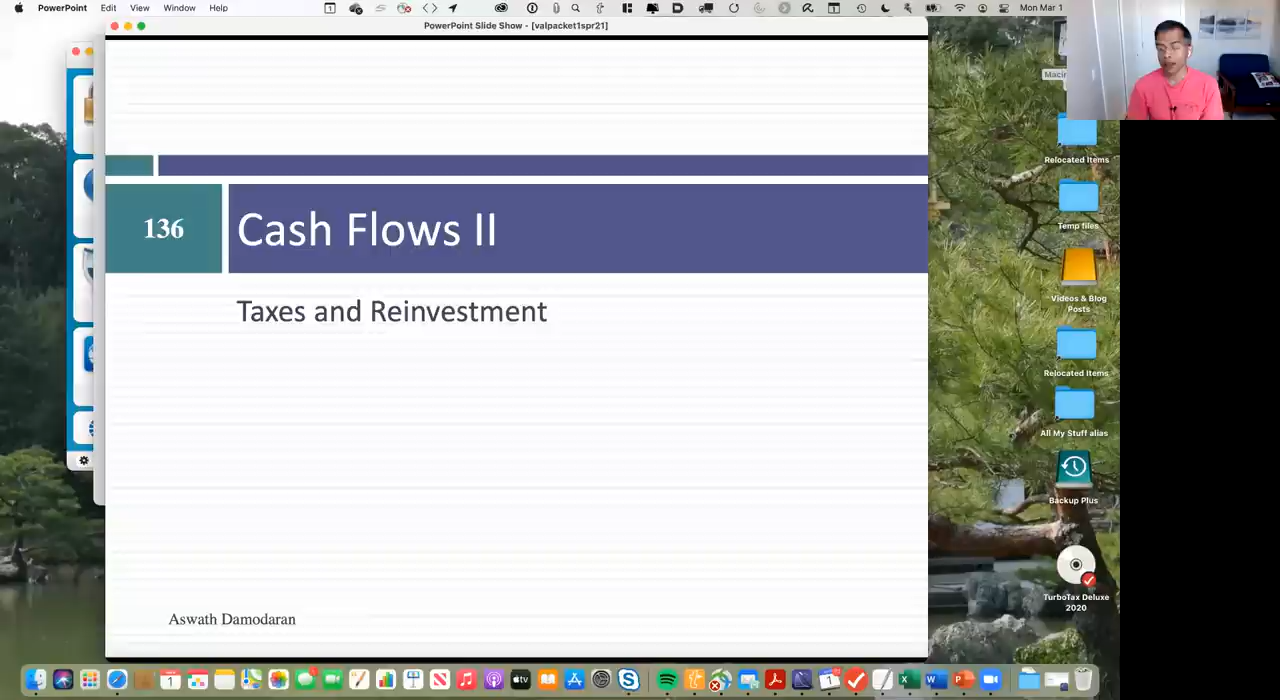 PowerPoint File Edit View Window Help
Mon Mar 1
PowerPoint Slide Show - [valpacket1spr21]
136
Cash Flows II
Taxes and Reinvestment
Aswath Damodaran
Relocated Items
Temp files
Videos & Blog
Posts
Relocated Items
All My Stuff alias
Backup Plus
TurboTax Deluxe
2020